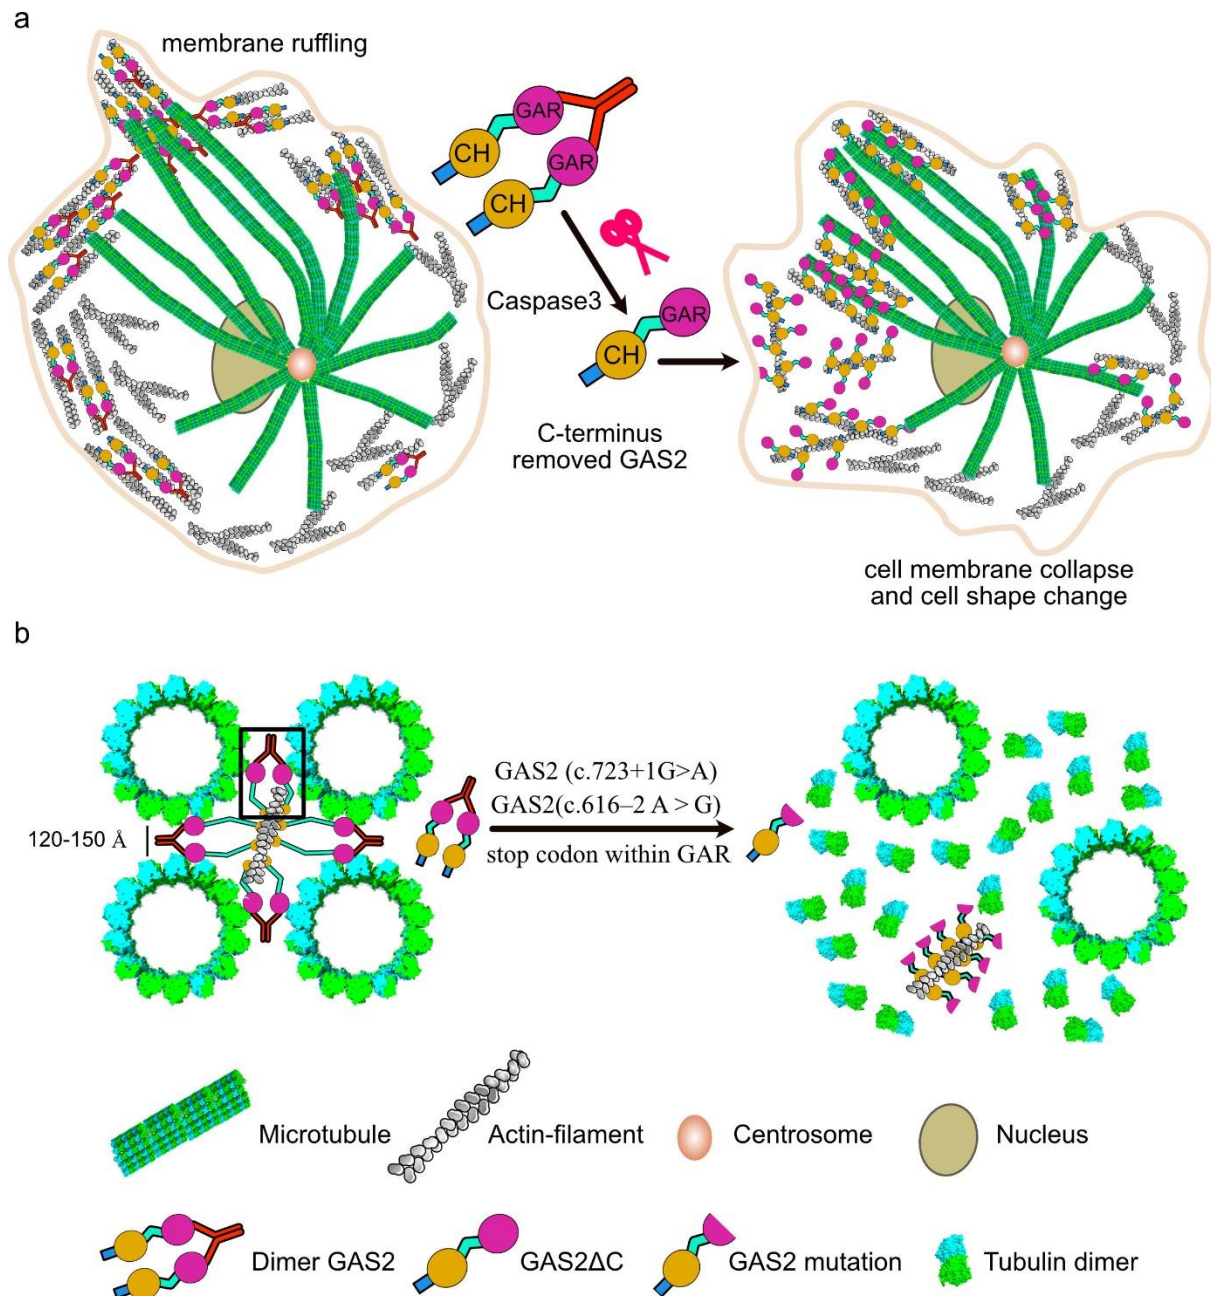 a
membrane ruffling
GAR
CH
GAR
CH
Caspase3
GAR
CH
C-terminus
removed GAS2
cell membrane collapse
and cell shape change
b
120-150 Å
GAS2 (c.723+1G>A)
GAS2(c.616–2 A > G)
stop codon within GAR
Microtubule
Actin-filament
Centrosome
Nucleus
Dimer GAS2
GAS2ΔC
GAS2 mutation
Tubulin dimer